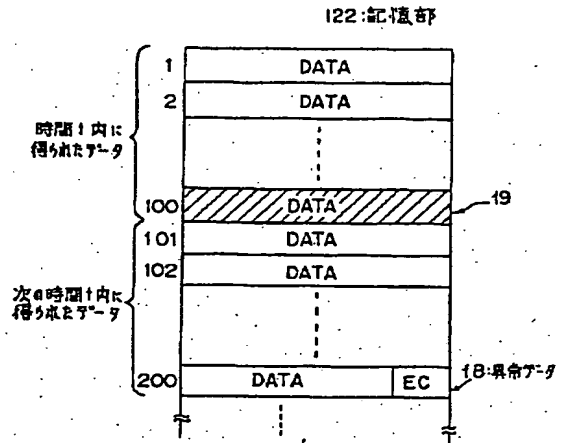 122:記憶部
1 DATA
2 DATA
時間t内に
得られたデータ
100 DATA 19
101 DATA
102 DATA
次の時間t内に
得られたデータ
200 DATA EC 18:異常データ